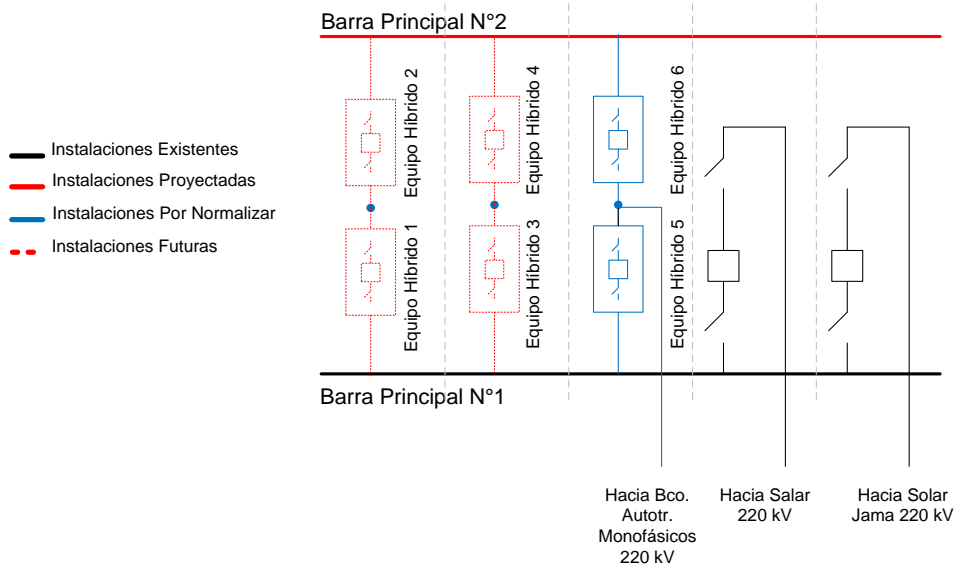 Barra Principal N°2
Equipo Híbrido 2
Equipo Híbrido 4
Equipo Híbrido 6
Instalaciones Existentes
Instalaciones Proyectadas
Instalaciones Por Normalizar
Instalaciones Futuras
Equipo Híbrido 1
Equipo Híbrido 3
Equipo Híbrido 5
Barra Principal N°1
Hacia Bco.
Autotr.
Monofásicos
220 kV
Hacia Salar
220 kV
Hacia Solar
Jama 220 kV